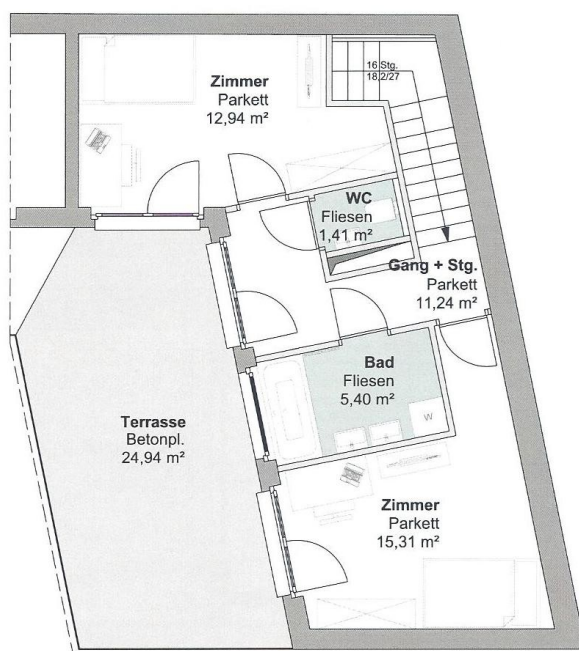 16 Stg.
18,2/27
Zimmer
Parkett
12,94 m²
WC
Fliesen
1,41 m²
Gang + Stg.
Parkett
11,24 m²
Bad
Fliesen
5,40 m²
W
Terrasse
Betonpl.
24,94 m²
Zimmer
Parkett
15,31 m²